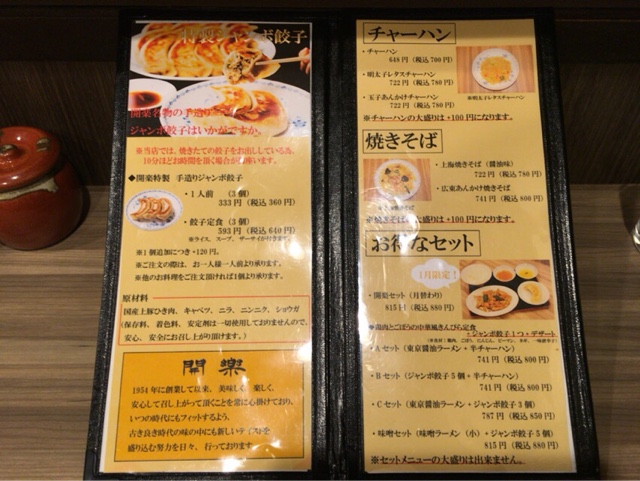 特製ジャンボ餃子
開楽名物の手造り
ジャンボ餃子はいかがですか。
※当店では、焼きたての餃子をお出ししている為、
10分ほどお時間を頂く場合がございます。
◆開楽特製 手造りジャンボ餃子
・1人前 (3個)
333円(税込360円)
・餃子定食(3個)
593円(税込640円)
※ライス、スープ、ザーサイが付きます。
※1個追加につき+120円。
※ご注文の際は、お一人様一人前より承ります。
※他のお料理をご注文頂ければ1個より承ります。
原材料
国産上豚ひき肉、キャベツ、ニラ、ニンニク、ショウガ
(保存料、着色料、安定剤は一切使用しておりませんので、
安心、安全にお召し上がり頂けます。)
開楽
1954年に創業して以来、美味しく、楽しく、
安心して召し上がって頂くことを常に心掛けており、
いつの時代にもフィットするよう、
古き良き時代の味の中にも新しいテイストを
盛り込む努力を日々、行っております。
チャーハン
・チャーハン
648円(税込700円)
・明太子レタスチャーハン
722円(税込780円)
・玉子あんかけチャーハン
722円(税込780円)
※明太子レタスチャーハン
※チャーハンの大盛りは+100円になります。
焼きそば
・上海焼きそば(醤油味)
722円(税込780円)
・広東あんかけ焼きそば
741円(税込800円)
※焼きそばの大盛りは+100円になります。
お得なセット
1月限定!
・開楽セット(月替わり)
815円(税込880円)
◆鶏肉とごぼうの中華風きんぴら定食
+ジャンボ餃子1つ+デザート
・Aセット(東京醤油ラーメン+半チャーハン)
741円(税込800円)
・Bセット(ジャンボ餃子5個+半チャーハン)
741円(税込800円)
・Cセット(東京醤油ラーメン+ジャンボ餃子3個)
787円(税込850円)
・味噌セット(味噌ラーメン(小)+ジャンボ餃子5個)
815円(税込880円)
※セットメニューの大盛りは出来ません。